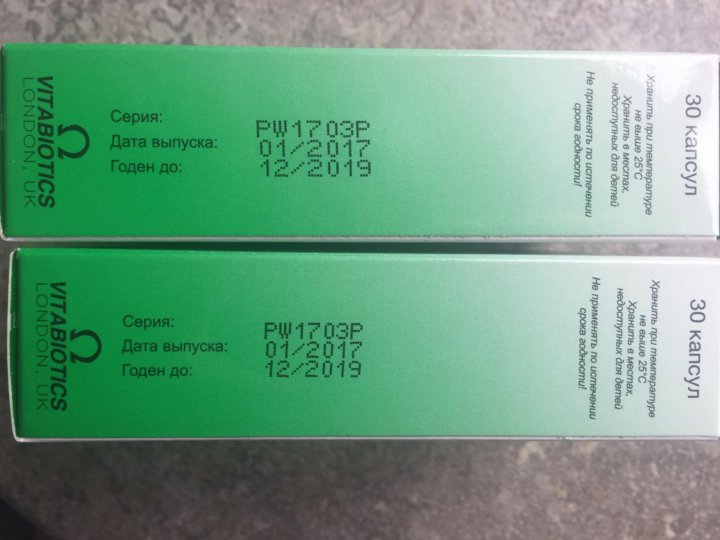 VITABIOTICS
LONDON, UK
Серия:
Дата выпуска:
Годен до:
PW1703P
01/2017
12/2019
30 капсул
Хранить при температуре
не выше 25°C
Хранить в местах,
недоступных для детей
Не применять по истечении
срока годности!
VITABIOTICS
LONDON, UK
Серия:
Дата выпуска:
Годен до:
PW1703P
01/2017
12/2019
30 капсул
Хранить при температуре
не выше 25°C
Хранить в местах,
недоступных для детей
Не применять по истечении
срока годности!